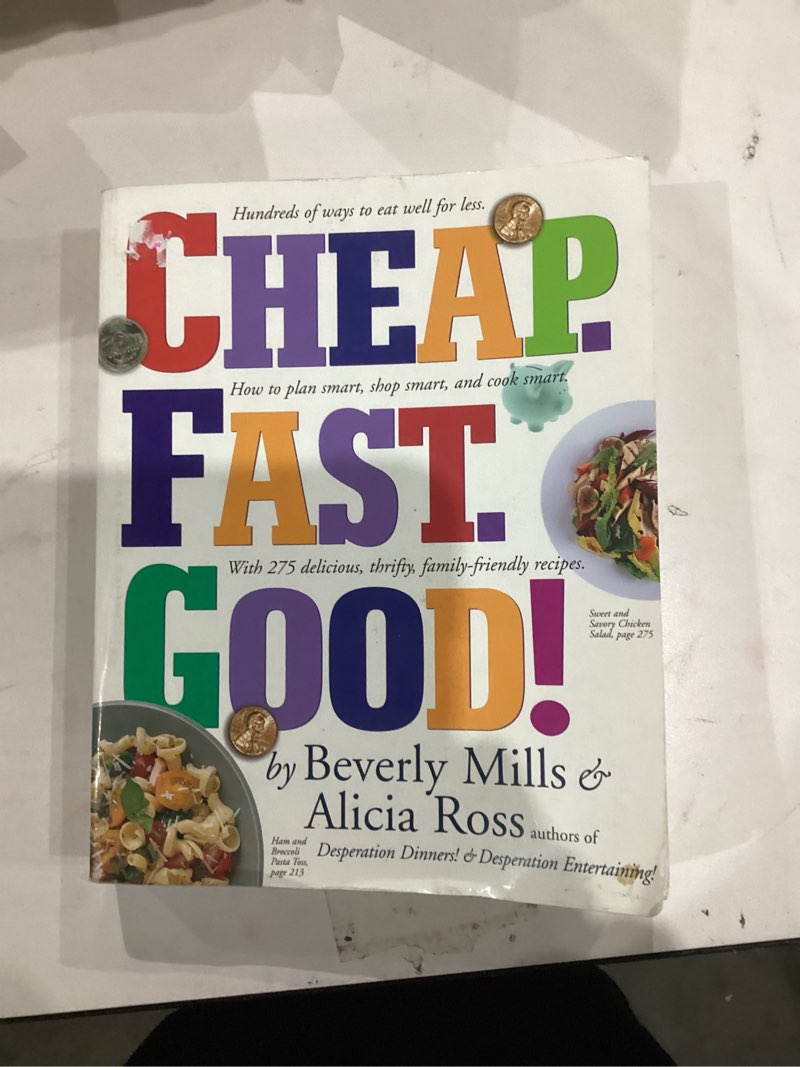 Hundreds of ways to eat well for less.
CHEAP.
How to plan smart, shop smart, and cook smart.
FAST.
With 275 delicious, thrifty, family-friendly recipes.
GOOD!
Sweet and
Savory Chicken
Salad, page 275
by Beverly Mills &
Alicia Ross authors of
Desperation Dinners! & Desperation Entertaining!
Ham and
Broccoli
Pasta Toss,
page 213